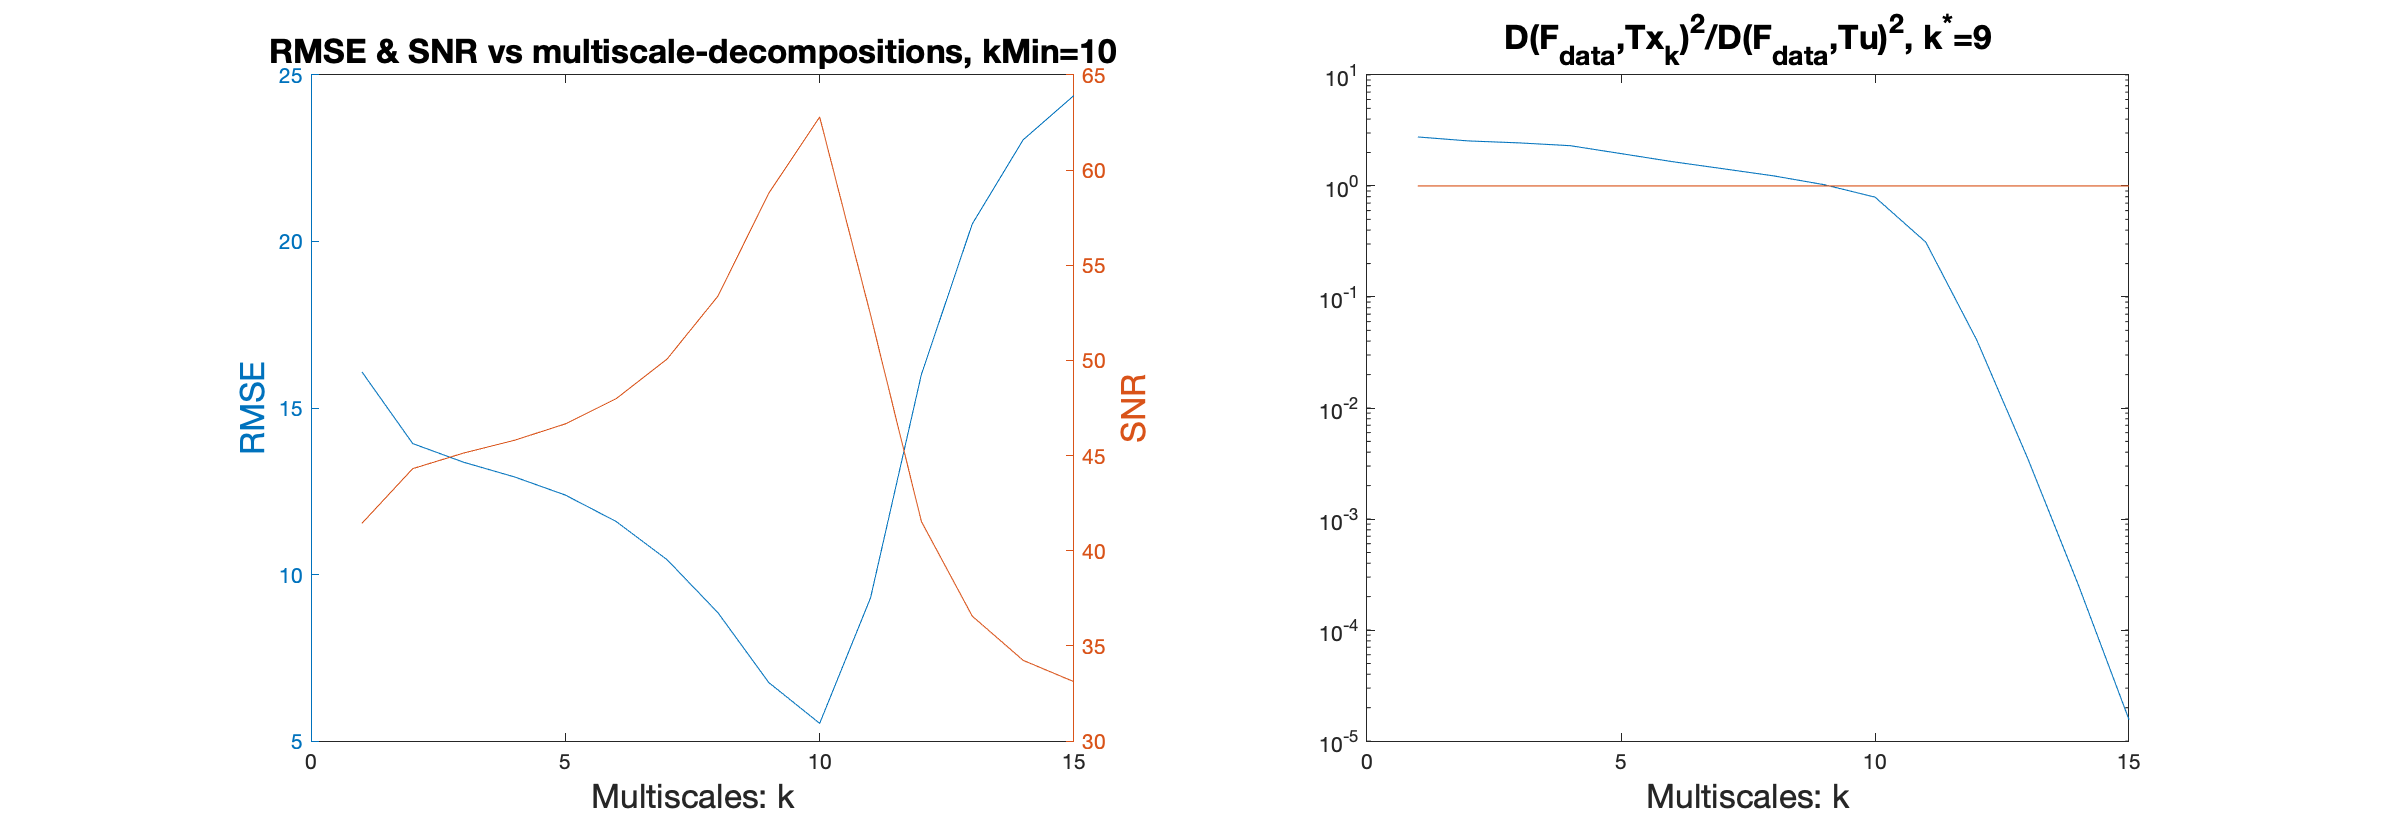 RMSE & SNR vs multiscale-decompositions, kMin=10
25
20
15
10
5
RMSE
65
60
55
50
45
40
35
30
SNR
0 5 10 15
Multiscales: k
D(F_data,Tx_k)^2/D(F_data,Tu)^2, k^*=9
10^1
10^0
10^-1
10^-2
10^-3
10^-4
10^-5
0 5 10 15
Multiscales: k